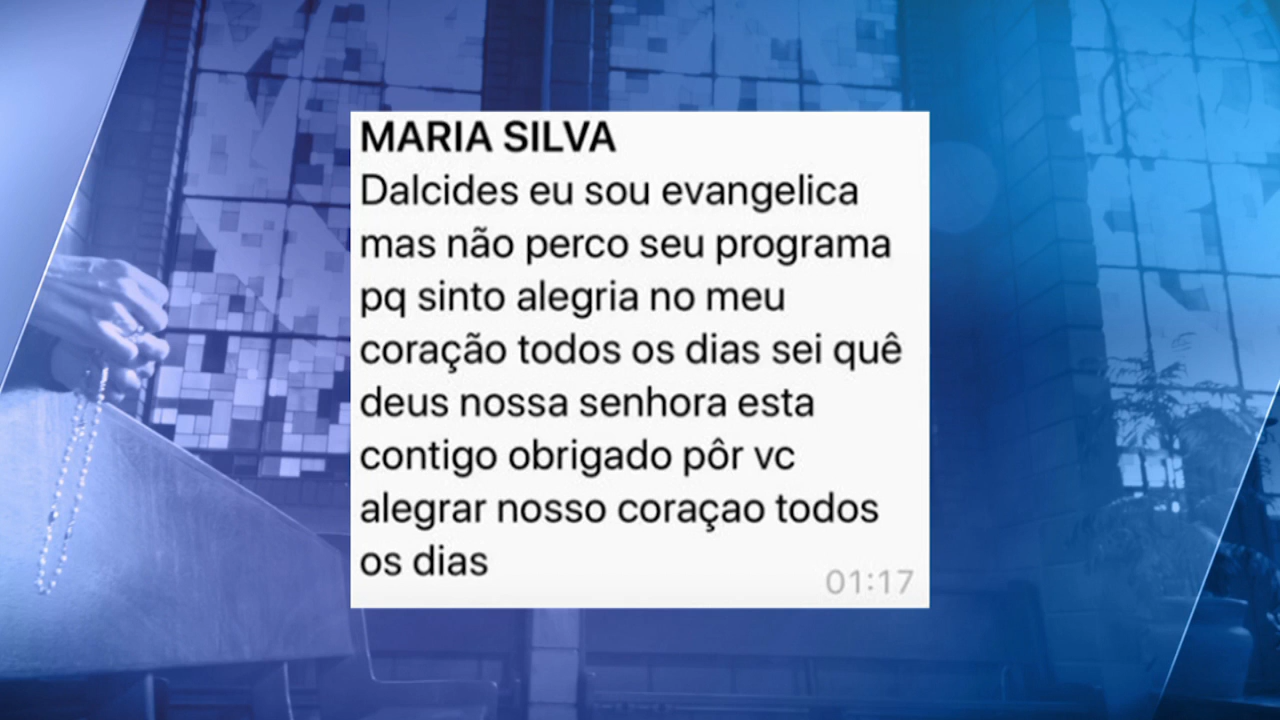 MARIA SILVA
Dalcides eu sou evangelica
mas não perco seu programa
pq sinto alegria no meu
coração todos os dias sei quê
deus nossa senhora esta
contigo obrigado pôr vc
alegrar nosso coraçao todos
os dias
01:17